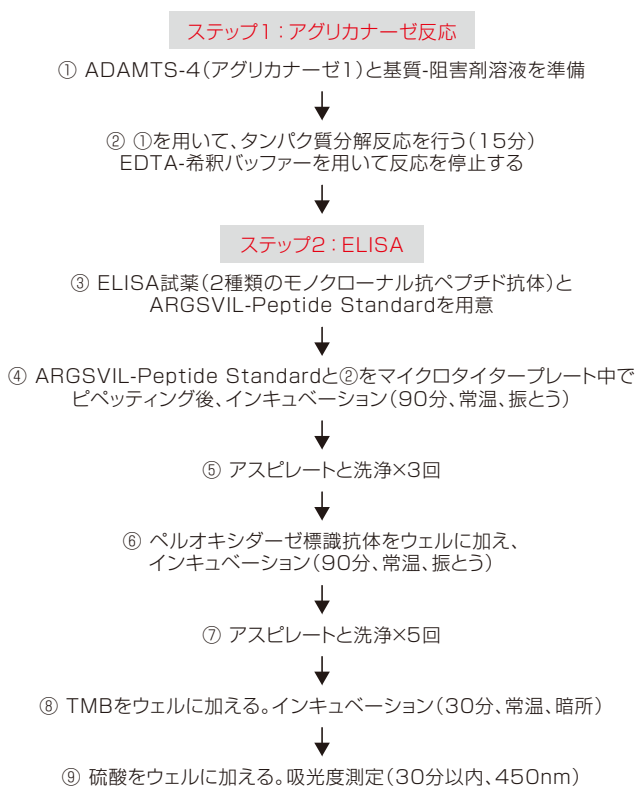 ステップ1：アグリカナーゼ反応
① ADAMTS-4（アグリカナーゼ1）と基質-阻害剤溶液を準備
② ①を用いて、タンパク質分解反応を行う（15分）
EDTA-希釈バッファーを用いて反応を停止する
ステップ2：ELISA
③ ELISA試薬（2種類のモノクローナル抗ペプチド抗体）と
ARGSVIL-Peptide Standardを用意
④ ARGSVIL-Peptide Standardと②をマイクロタイタープレート中で
ピペッティング後、インキュベーション（90分、常温、振とう）
⑤ アスピレートと洗浄×3回
⑥ ペルオキシダーゼ標識抗体をウェルに加え、
インキュベーション（90分、常温、振とう）
⑦ アスピレートと洗浄×5回
⑧ TMBをウェルに加える。インキュベーション（30分、常温、暗所）
⑨ 硫酸をウェルに加える。吸光度測定（30分以内、450nm）